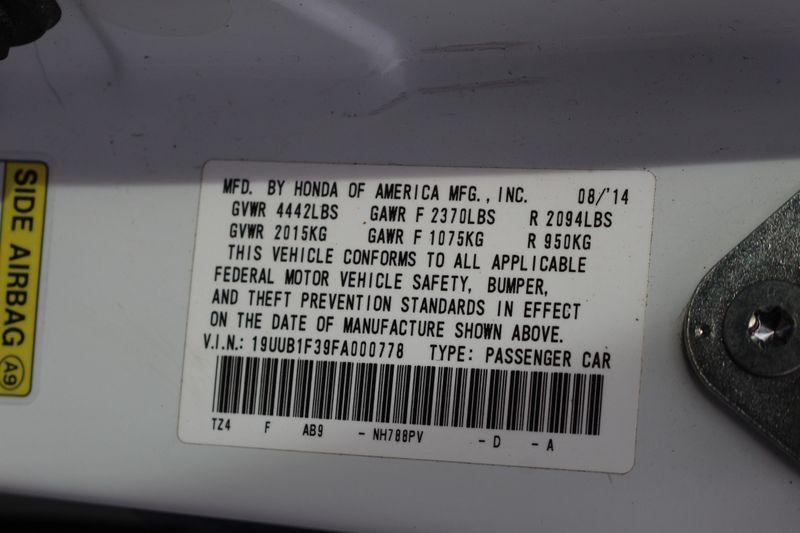 MFD. BY HONDA OF AMERICA MFG., INC. 08/'14
GVWR 4442LBS GAWR F 2370LBS R 2094LBS
GVWR 2015KG GAWR F 1075KG R 950KG
THIS VEHICLE CONFORMS TO ALL APPLICABLE
FEDERAL MOTOR VEHICLE SAFETY, BUMPER,
AND THEFT PREVENTION STANDARDS IN EFFECT
ON THE DATE OF MANUFACTURE SHOWN ABOVE.
V.I.N.: 19UUB1F39FA000778 TYPE: PASSENGER CAR
TZ4 F AB9 - NH788PV - D - A
SIDE AIRBAG A9